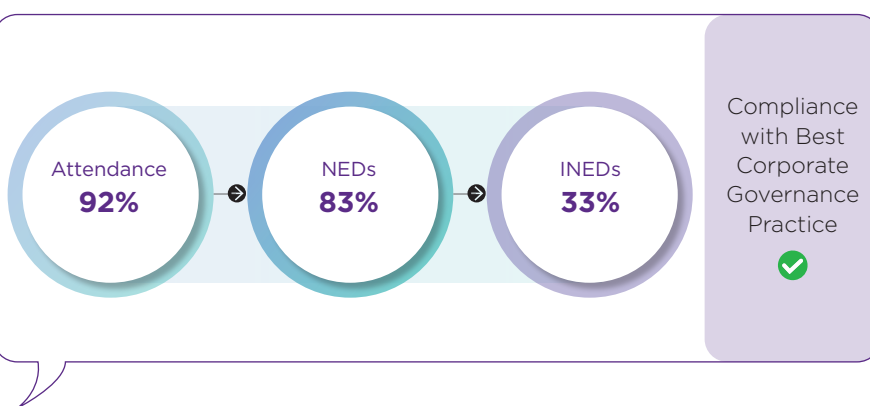 Attendance
92%
NEDs
83%
INEDs
33%
Compliance
with Best
Corporate
Governance
Practice